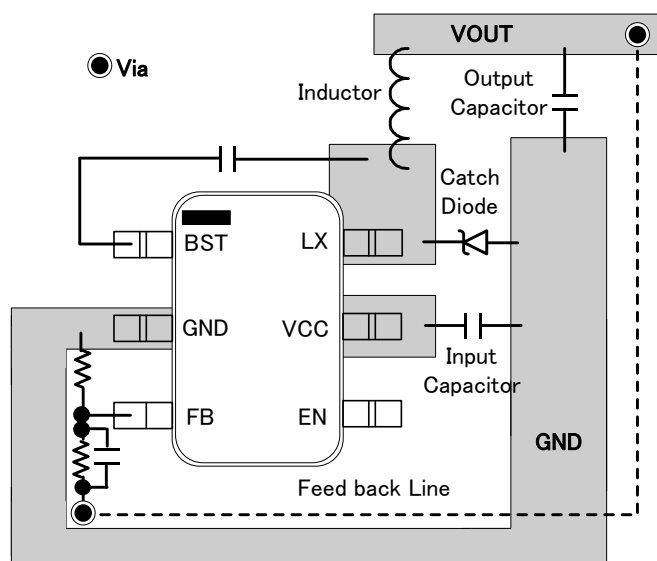 VOUT
Via
Inductor
Output
Capacitor
Catch
Diode
BST
LX
GND
VCC
Input
Capacitor
FB
EN
GND
Feed back Line